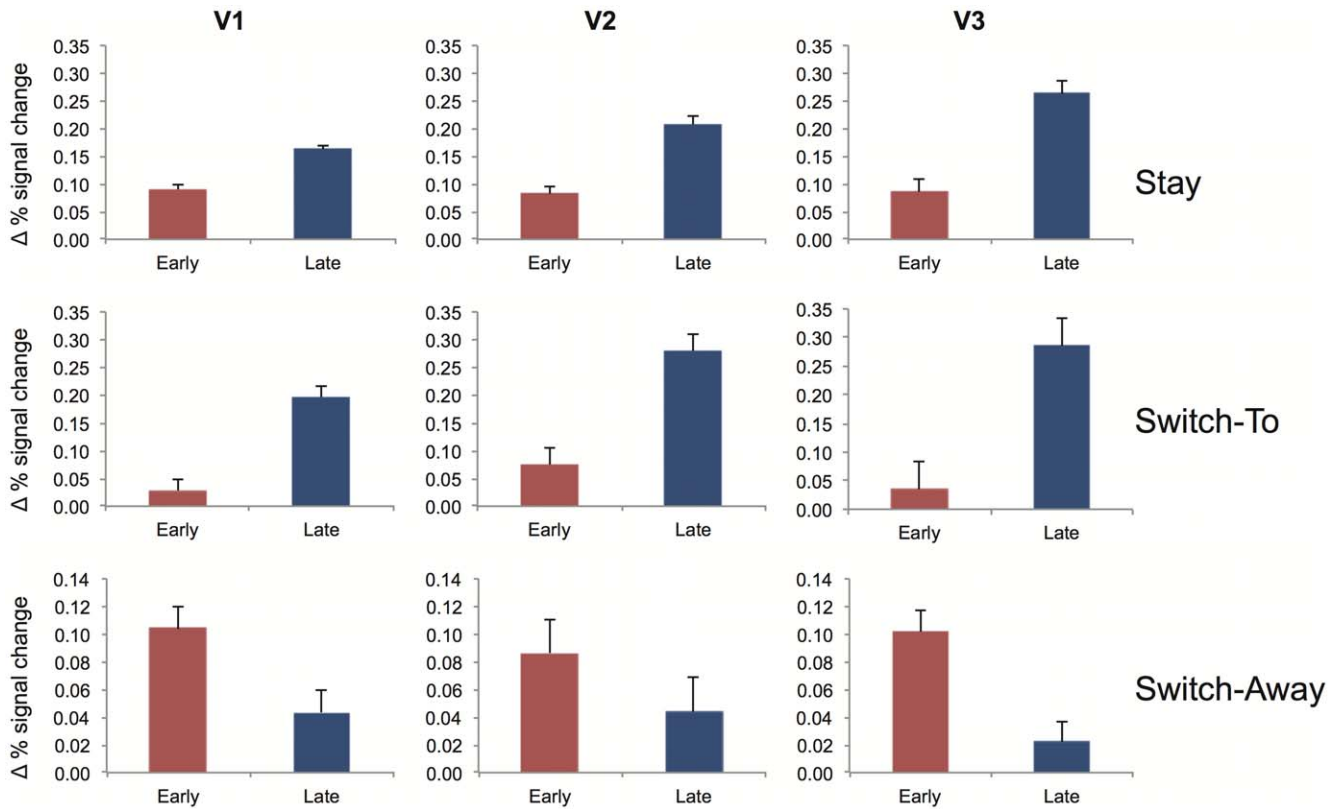 V1 V2 V3
Δ % signal change
0.35 0.35 0.35
0.30 0.30 0.30
0.25 0.25 0.25
0.20 0.20 0.20
0.15 0.15 0.15
0.10 0.10 0.10
0.05 0.05 0.05
0.00 0.00 0.00
Early Late Early Late Early Late
Stay
Δ % signal change
0.35 0.35 0.35
0.30 0.30 0.30
0.25 0.25 0.25
0.20 0.20 0.20
0.15 0.15 0.15
0.10 0.10 0.10
0.05 0.05 0.05
0.00 0.00 0.00
Early Late Early Late Early Late
Switch-To
Δ % signal change
0.14 0.14 0.14
0.12 0.12 0.12
0.10 0.10 0.10
0.08 0.08 0.08
0.06 0.06 0.06
0.04 0.04 0.04
0.02 0.02 0.02
0.00 0.00 0.00
Early Late Early Late Early Late
Switch-Away